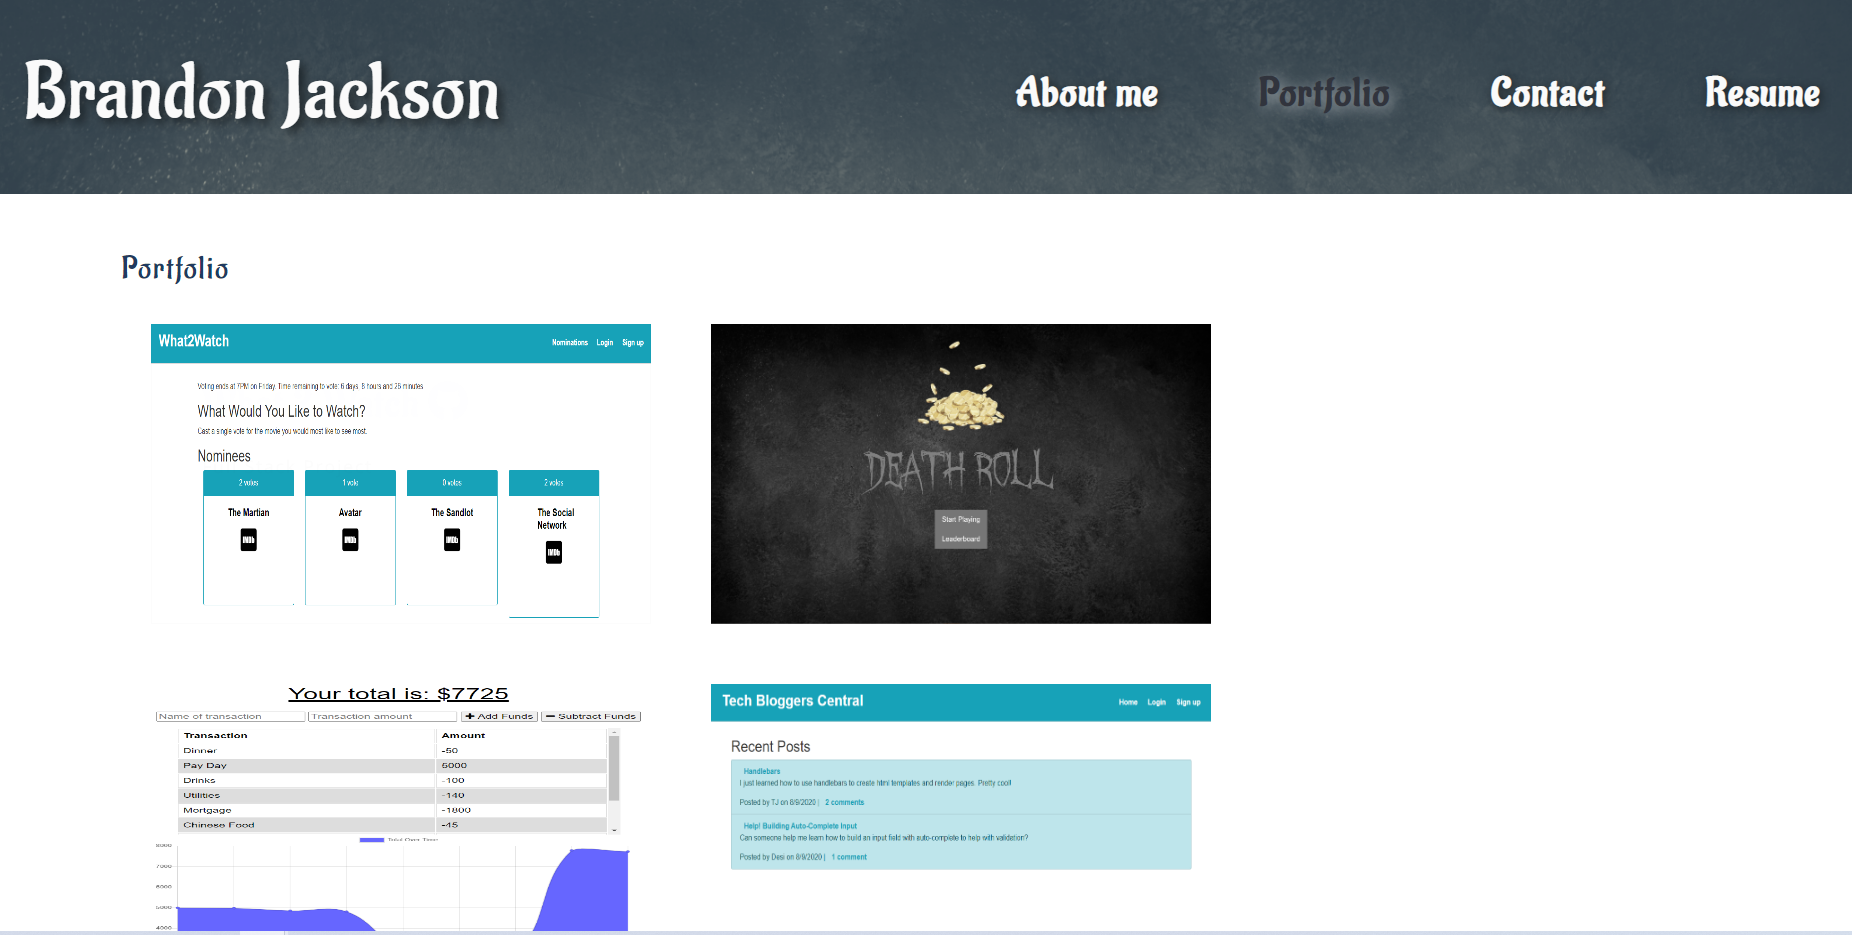 Brandon Jackson
About me
Portfolio
Contact
Resume
Portfolio
What2Watch
Nominations Login Sign up
Voting ends at 7PM on Friday. Time remaining to vote: 6 days 8 hours and 26 minutes
What Would You Like to Watch?
Cast a single vote for the movie you would most like to see most.
Nominees
2 votes
1 vote
0 votes
2 votes
The Martian
Avatar
The Sandlot
The Social
Network
IMDb
IMDb
IMDb
IMDb
DEATH ROLL
Start Playing
Leaderboard
Your total is: $7725
Name of transaction
Transaction amount
Add Funds
Subtract Funds
Transaction Amount
Dinner -50
Pay Day 5000
Drinks -100
Utilities -140
Mortgage -1800
Chinese Food -45
Total Over Time
8000
7000
6000
5000
4000
Tech Bloggers Central
Home Login Sign up
Recent Posts
Handlebars
I just learned how to use handlebars to create html templates and render pages. Pretty cool!
Posted by TJ on 8/9/2020 | 2 comments
Help! Building Auto-Complete Input
Can someone help me learn how to build an input field with auto-complete to help with validation?
Posted by Desi on 8/9/2020 | 1 comment